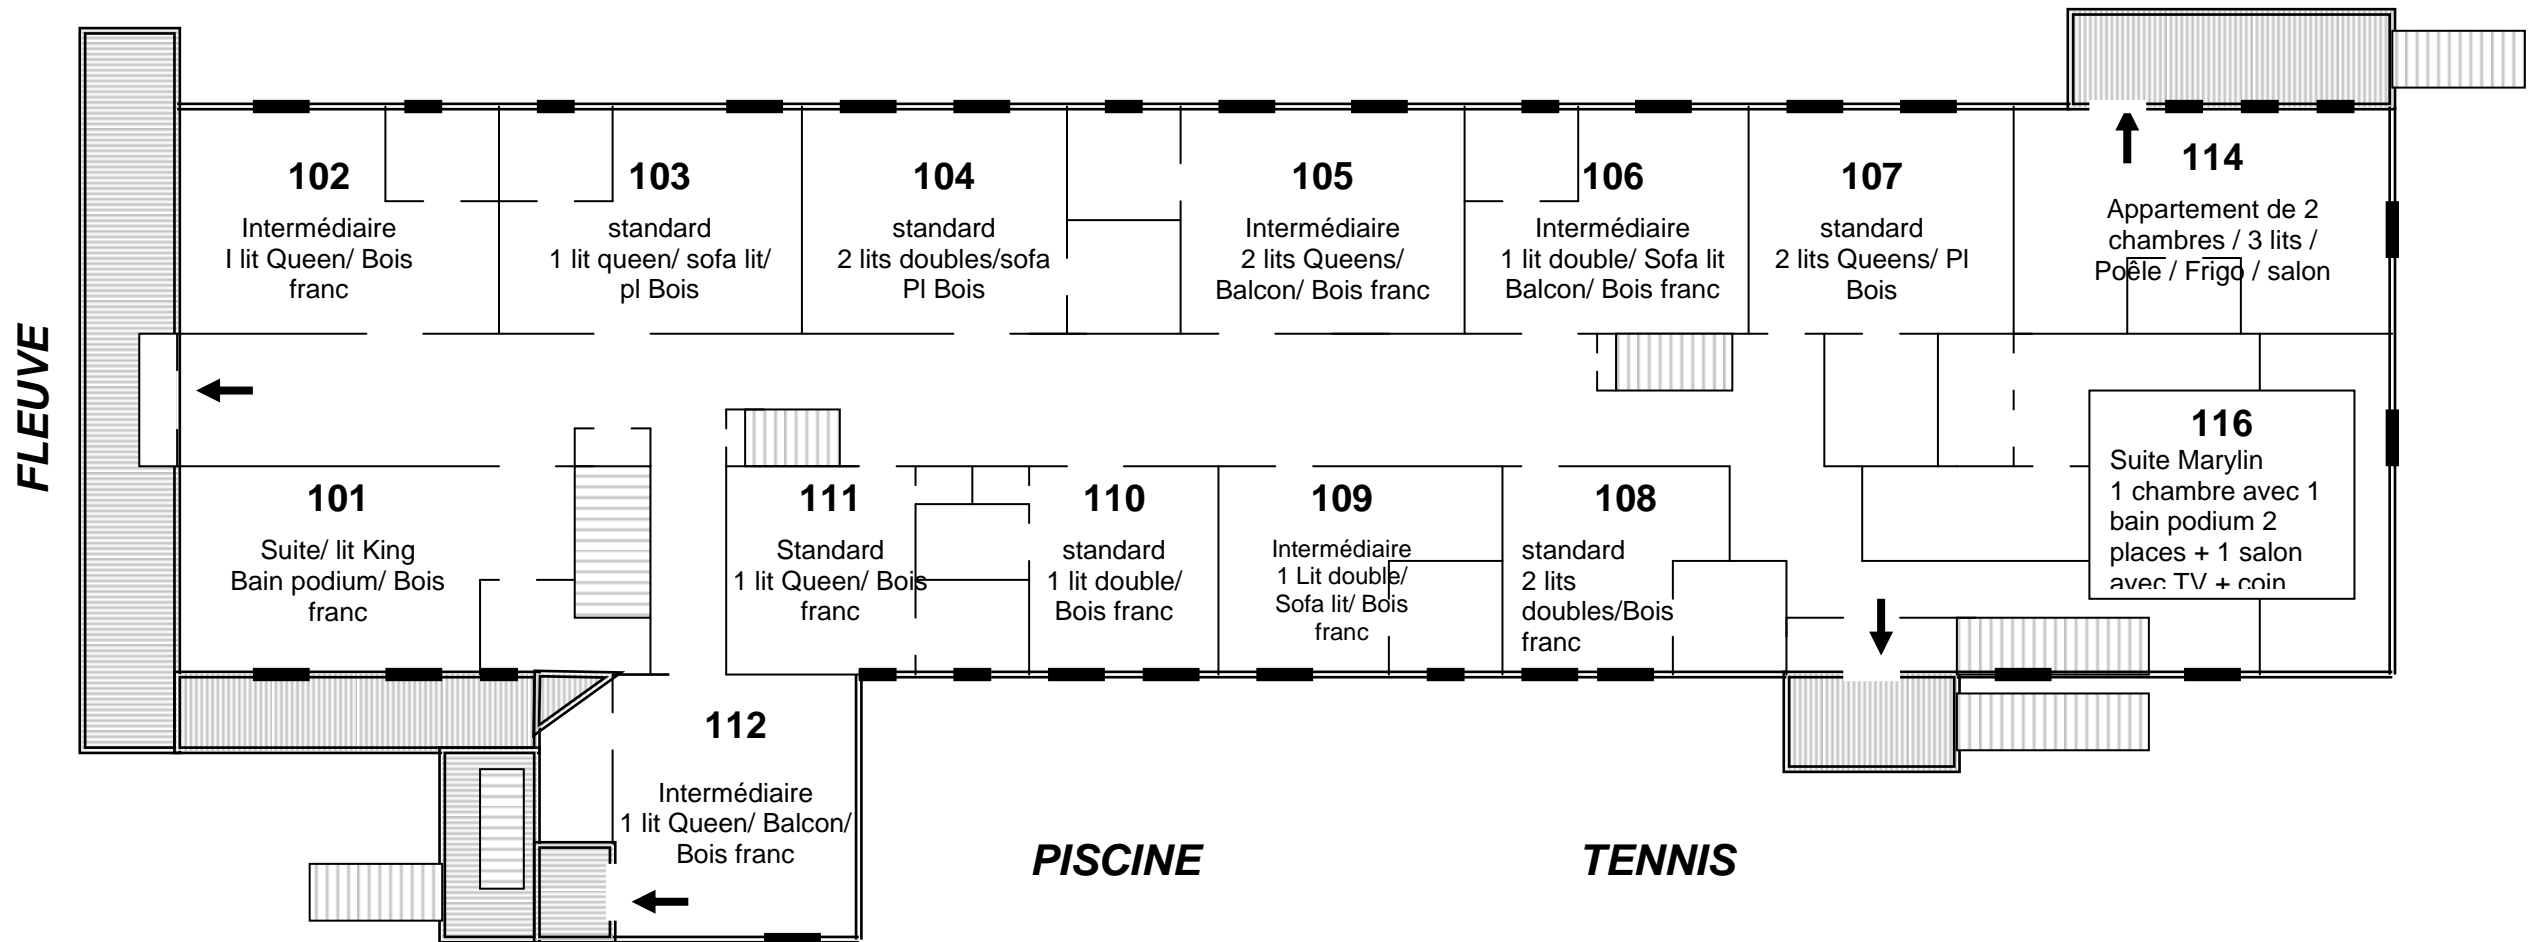 FLEUVE
102
Intermédiaire
I lit Queen/ Bois
franc
103
standard
1 lit queen/ sofa lit/
pl Bois
104
standard
2 lits doubles/sofa
Pl Bois
105
Intermédiaire
2 lits Queens/
Balcon/ Bois franc
106
Intermédiaire
1 lit double/ Sofa lit
Balcon/ Bois franc
107
standard
2 lits Queens/ Pl
Bois
114
Appartement de 2
chambres / 3 lits /
Poêle / Frigo / salon
101
Suite/ lit King
Bain podium/ Bois
franc
111
Standard
1 lit Queen/ Bois
franc
110
standard
1 lit double/
Bois franc
109
Intermédiaire
1 Lit double/
Sofa lit/ Bois
franc
108
standard
2 lits
doubles/Bois
franc
116
Suite Marylin
1 chambre avec 1
bain podium 2
places + 1 salon
avec TV + coin
112
Intermédiaire
1 lit Queen/ Balcon/
Bois franc
PISCINE
TENNIS